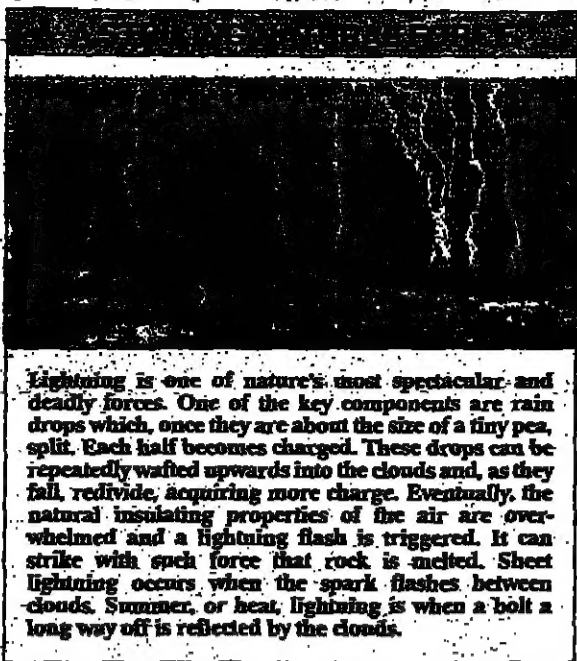 Lightning is one of nature's most spectacular and
deadly forces. One of the key components are rain
drops which, once they are about the size of a tiny pea,
split. Each half becomes charged. These drops can be
repeatedly wafted upwards into the clouds and, as they
fall, redivide, acquiring more charge. Eventually, the
natural insulating properties of the air are over-
whelmed and a lightning flash is triggered. It can
strike with such force that rock is melted. Sheet
lightning occurs when the spark flashes between
clouds. Summer, or heat, lightning is when a bolt a
long way off is reflected by the clouds.